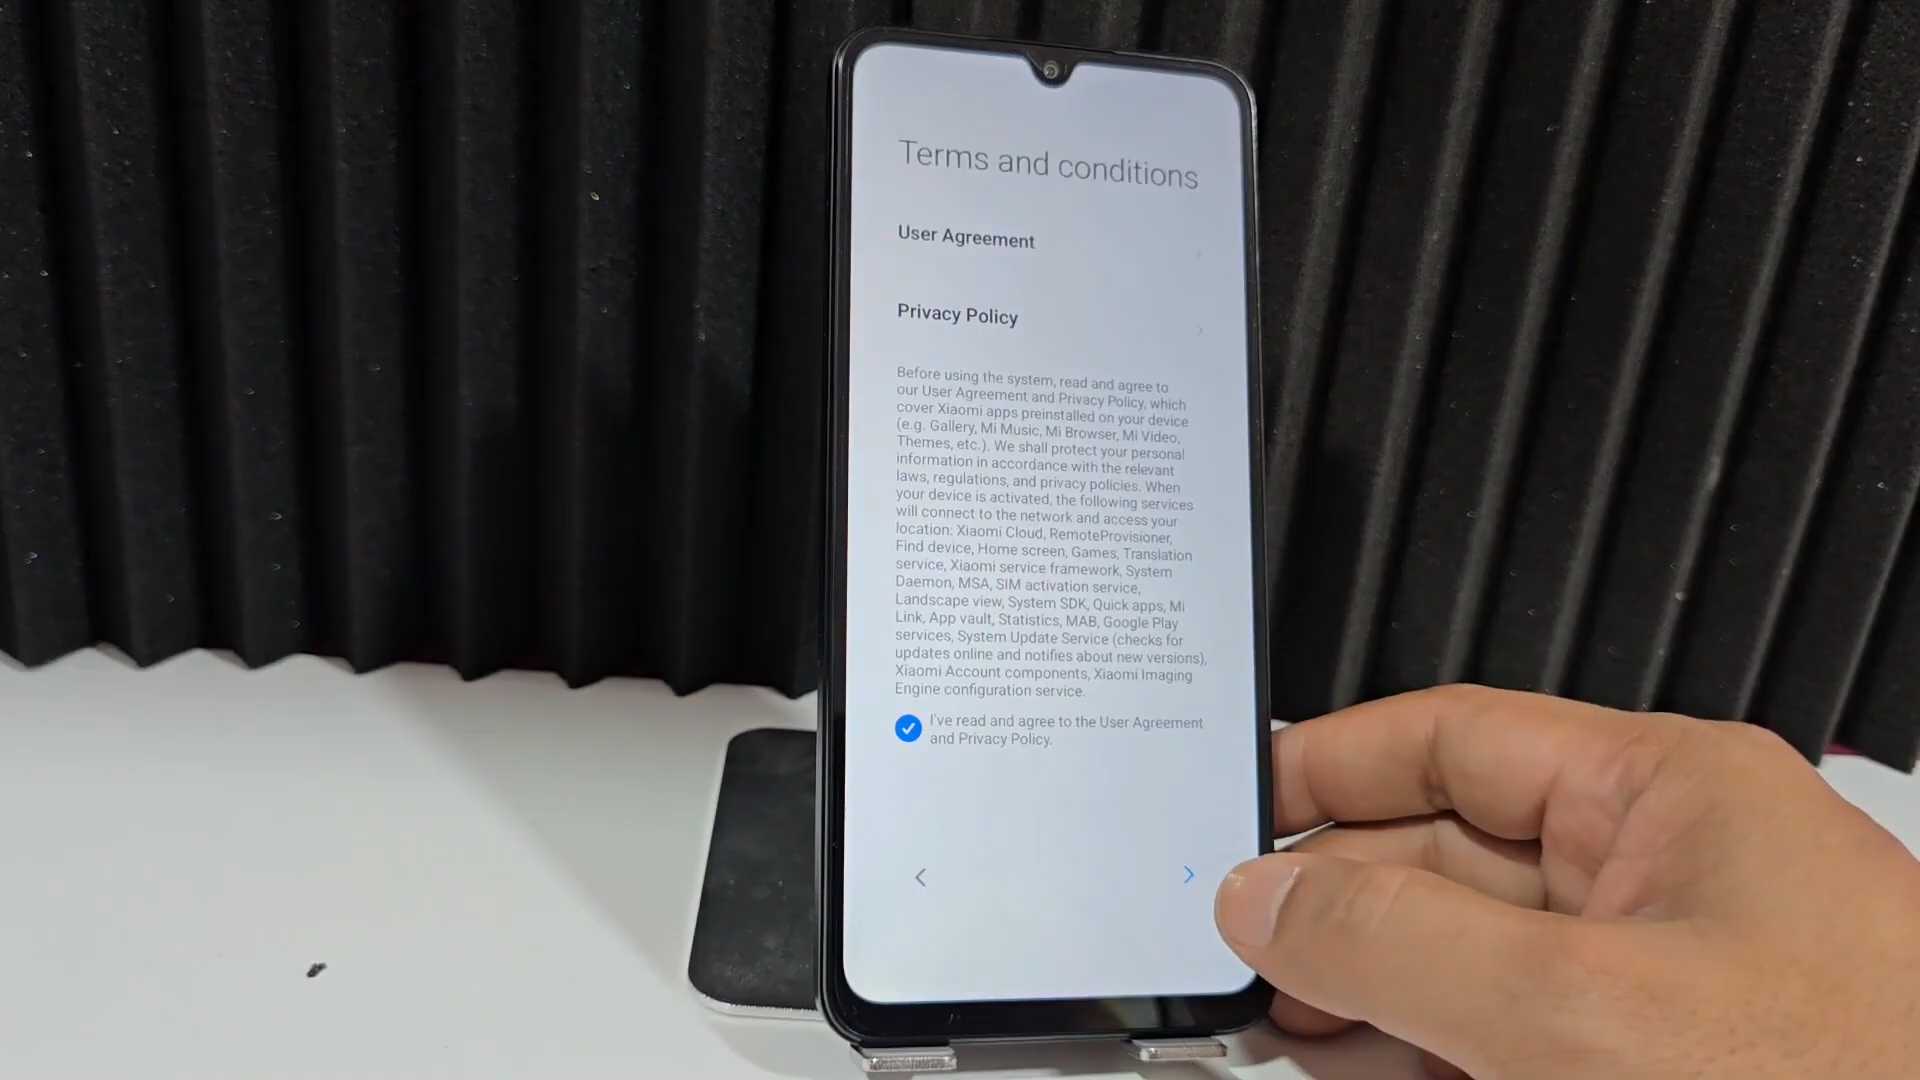 Terms and conditions
User Agreement
Privacy Policy
Before using the system, read and agree to
our User Agreement and Privacy Policy, which
cover Xiaomi apps preinstalled on your device
(e.g. Gallery, Mi Music, Mi Browser, Mi Video,
Themes, etc.). We shall protect your personal
information in accordance with the relevant
laws, regulations, and privacy policies. When
your device is activated, the following services
will connect to the network and access your
location: Xiaomi Cloud, RemoteProvisioner,
Find device, Home screen, Games, Translation
service, Xiaomi service framework, System
Daemon, MSA, SIM activation service,
Landscape view, System SDK, Quick apps, Mi
Link, App vault, Statistics, MAB, Google Play
services, System Update Service (checks for
updates online and notifies about new versions),
Xiaomi Account components, Xiaomi Imaging
Engine configuration service.
I've read and agree to the User Agreement
and Privacy Policy.